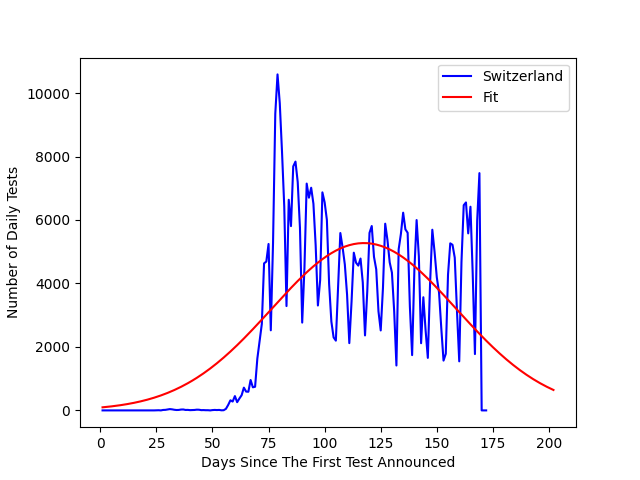 Switzerland
Fit
10000
8000
6000
4000
2000
0
Number of Daily Tests
0 25 50 75 100 125 150 175 200
Days Since The First Test Announced